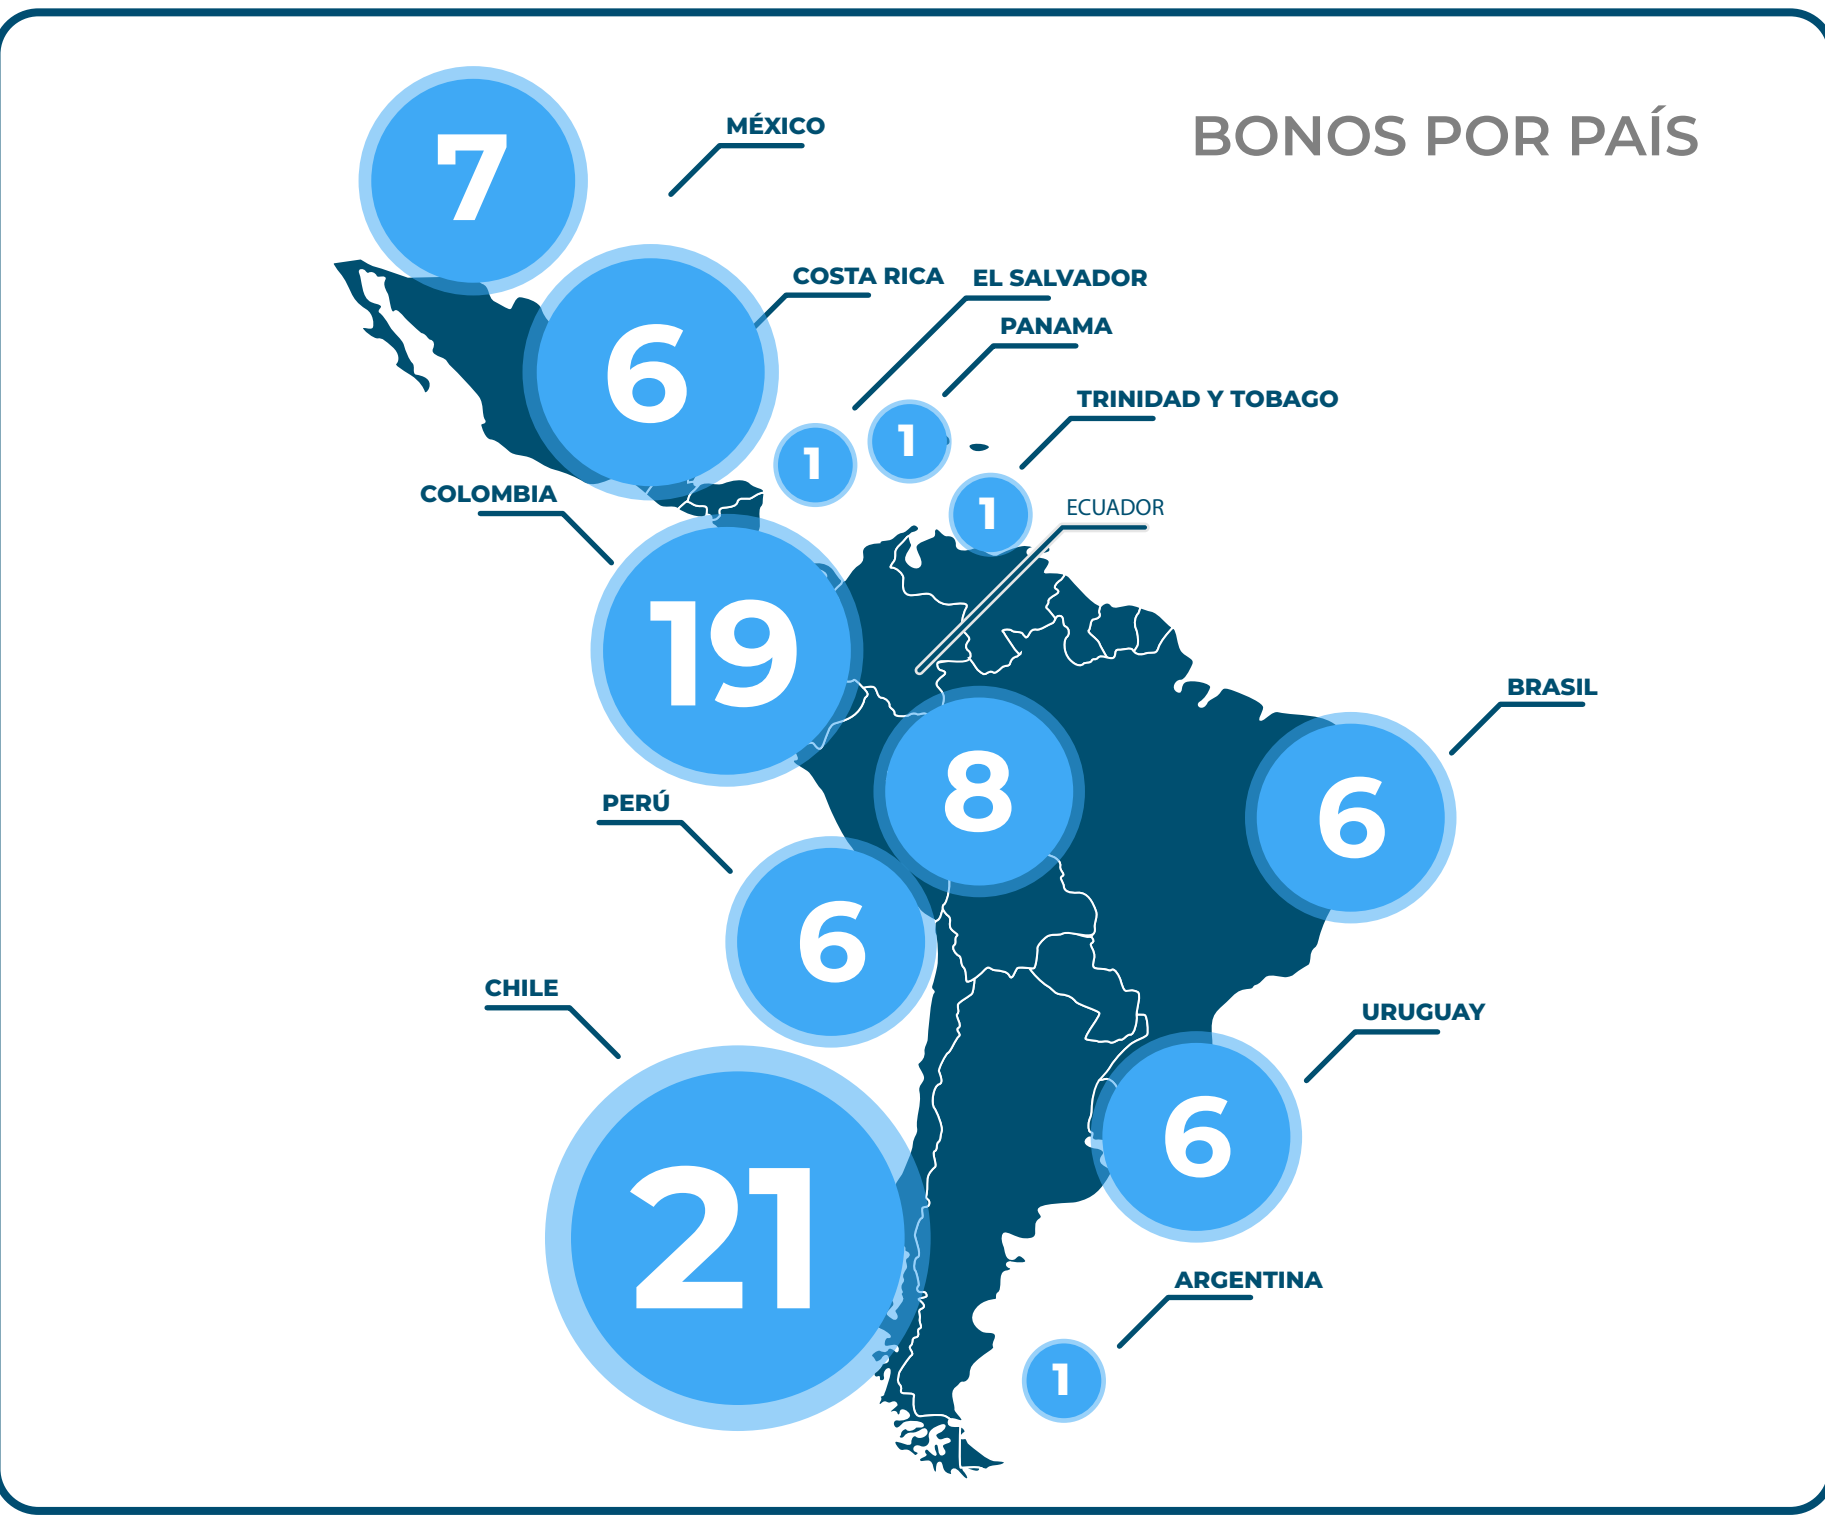 BONOS POR PAÍS
MÉXICO
7
COSTA RICA
6
EL SALVADOR
1
PANAMA
1
TRINIDAD Y TOBAGO
1
ECUADOR
8
COLOMBIA
19
BRASIL
6
PERÚ
6
CHILE
21
URUGUAY
6
ARGENTINA
1